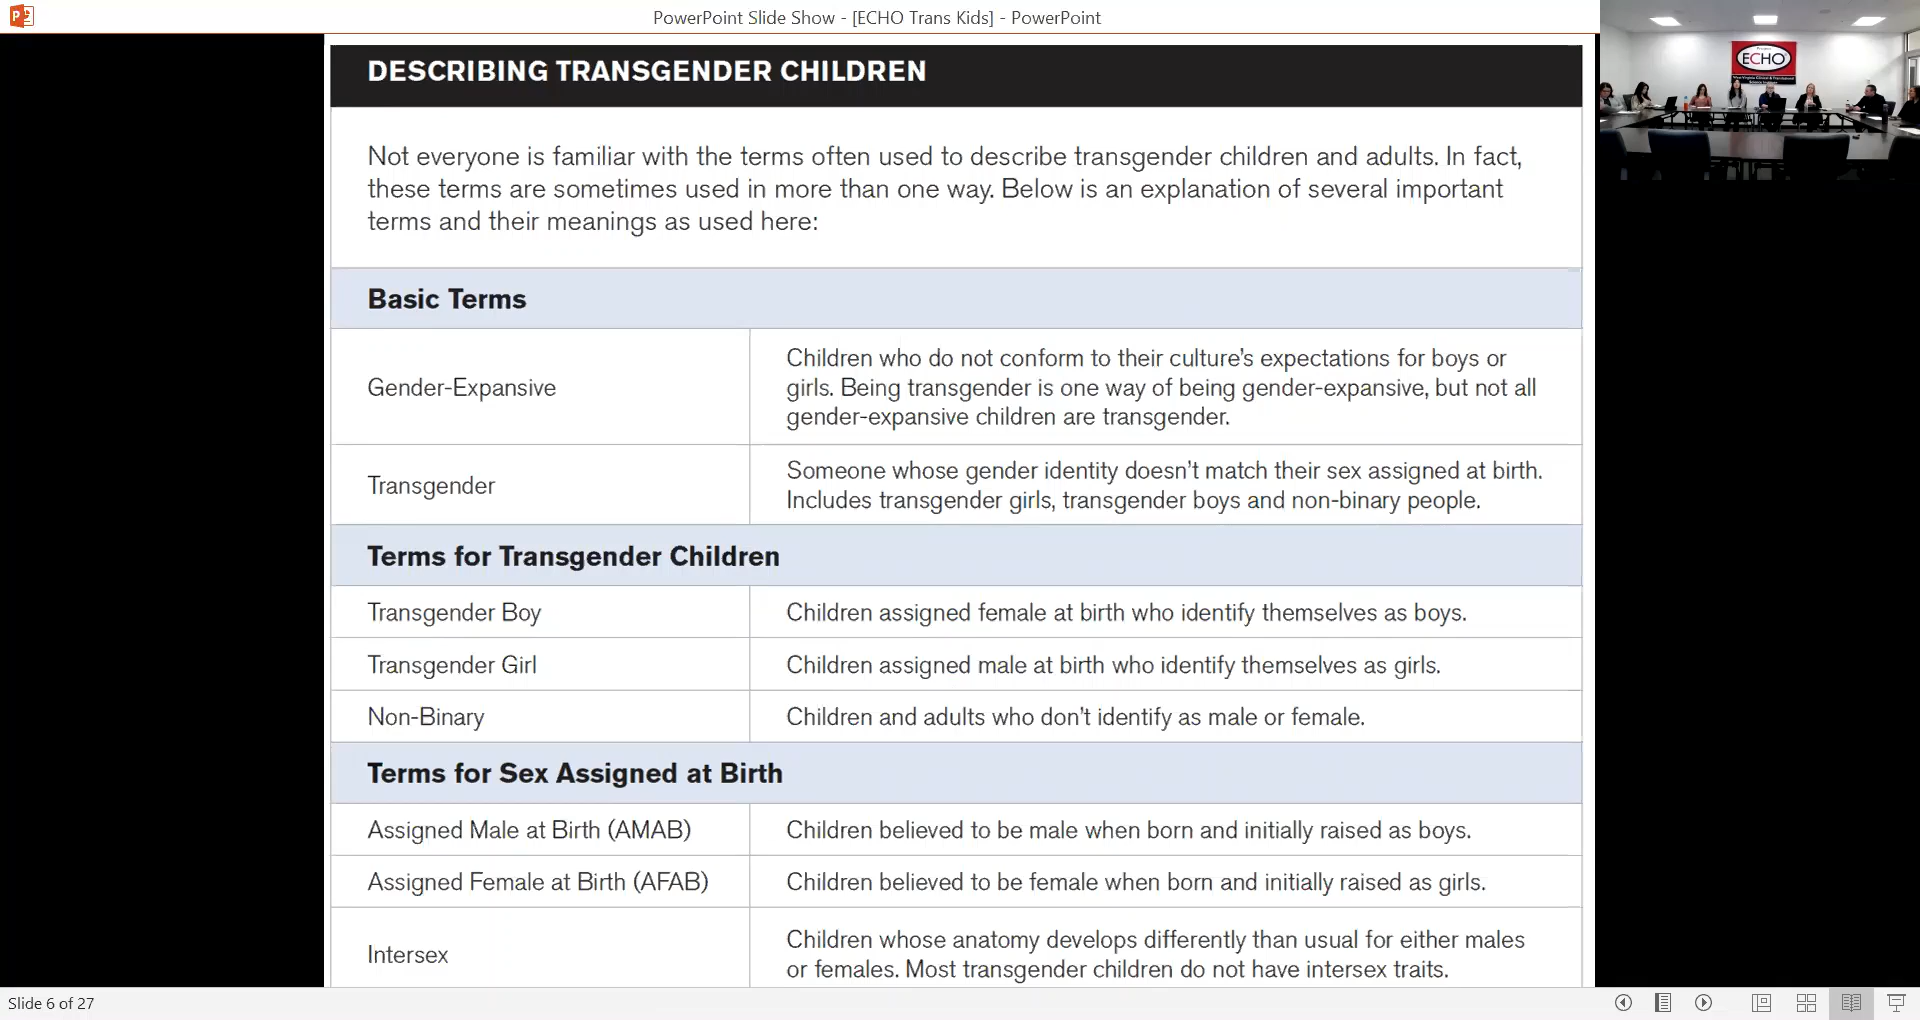 PowerPoint Slide Show - [ECHO Trans Kids] - PowerPoint
DESCRIBING TRANSGENDER CHILDREN
Not everyone is familiar with the terms often used to describe transgender children and adults. In fact,
these terms are sometimes used in more than one way. Below is an explanation of several important
terms and their meanings as used here:
Basic Terms
Gender-Expansive
Children who do not conform to their culture's expectations for boys or
girls. Being transgender is one way of being gender-expansive, but not all
gender-expansive children are transgender.
Transgender
Someone whose gender identity doesn't match their sex assigned at birth.
Includes transgender girls, transgender boys and non-binary people.
Terms for Transgender Children
Transgender Boy
Children assigned female at birth who identify themselves as boys.
Transgender Girl
Children assigned male at birth who identify themselves as girls.
Non-Binary
Children and adults who don't identify as male or female.
Terms for Sex Assigned at Birth
Assigned Male at Birth (AMAB)
Children believed to be male when born and initially raised as boys.
Assigned Female at Birth (AFAB)
Children believed to be female when born and initially raised as girls.
Intersex
Children whose anatomy develops differently than usual for either males
or females. Most transgender children do not have intersex traits.
Slide 6 of 27
Project
ECHO